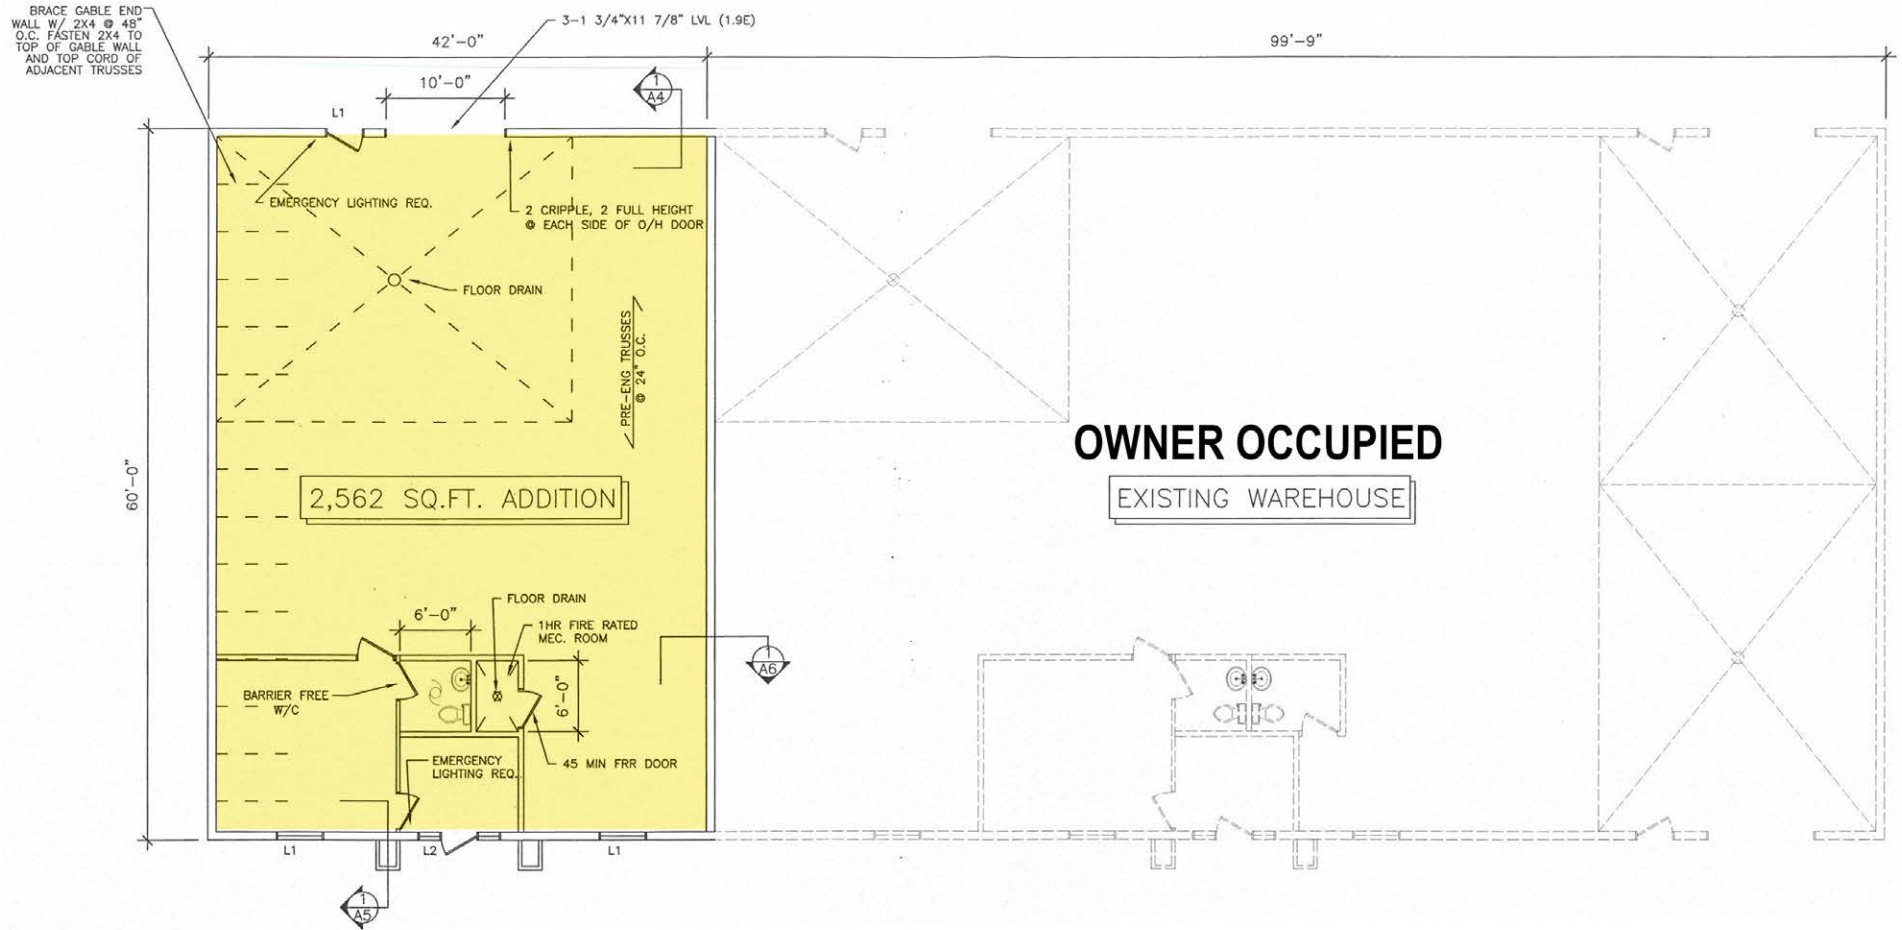 BRACE GABLE END
WALL W/ 2X4 @ 48"
O.C. FASTEN 2X4 TO
TOP OF GABLE WALL
AND TOP CORD OF
ADJACENT TRUSSES
3-1 3/4"X11 7/8" LVL (1.9E)
42'-0"
99'-9"
10'-0"
1
A4
L1
EMERGENCY LIGHTING REQ.
2 CRIPPLE, 2 FULL HEIGHT
@ EACH SIDE OF O/H DOOR
FLOOR DRAIN
PRE-ENG TRUSSES
@ 24" O.C.
60'-0"
OWNER OCCUPIED
2,562 SQ.FT. ADDITION
EXISTING WAREHOUSE
FLOOR DRAIN
6'-0"
1HR FIRE RATED
MEC. ROOM
1
A6
BARRIER FREE
W/C
6'-0"
EMERGENCY
LIGHTING REQ.
45 MIN FRR DOOR
L1
L2
L1
1
A5